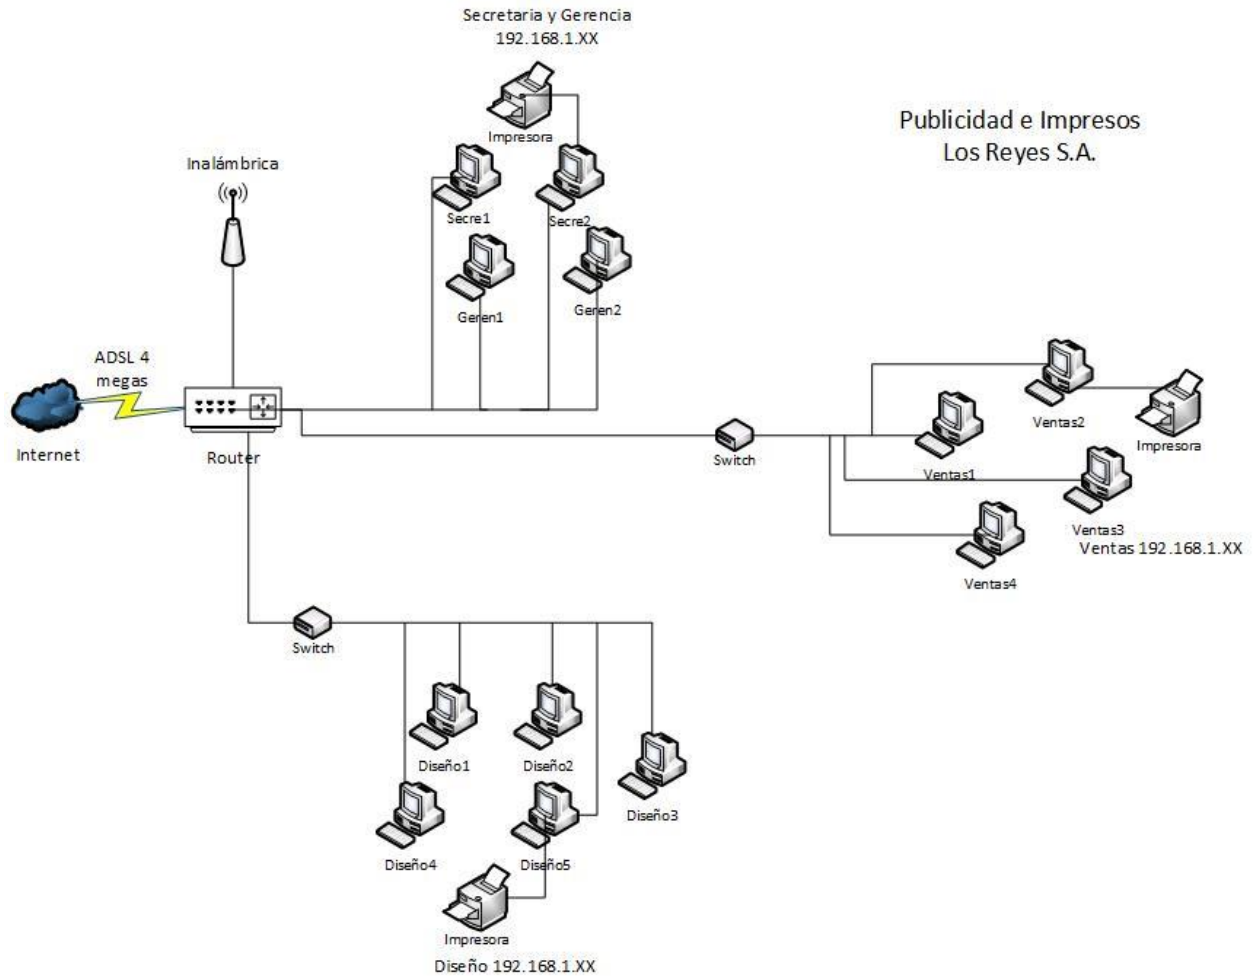 Secretaria y Gerencia
192.168.1.XX
Publicidad e Impresos
Los Reyes S.A.
Impresora
Inalámbrica
Secre1
Secre2
Geren1
Geren2
ADSL 4
megas
Internet
Router
Switch
Ventas2
Impresora
Ventas1
Ventas3
Ventas 192.168.1.XX
Ventas4
Switch
Diseño1
Diseño2
Diseño3
Diseño4
Diseño5
Impresora
Diseño 192.168.1.XX